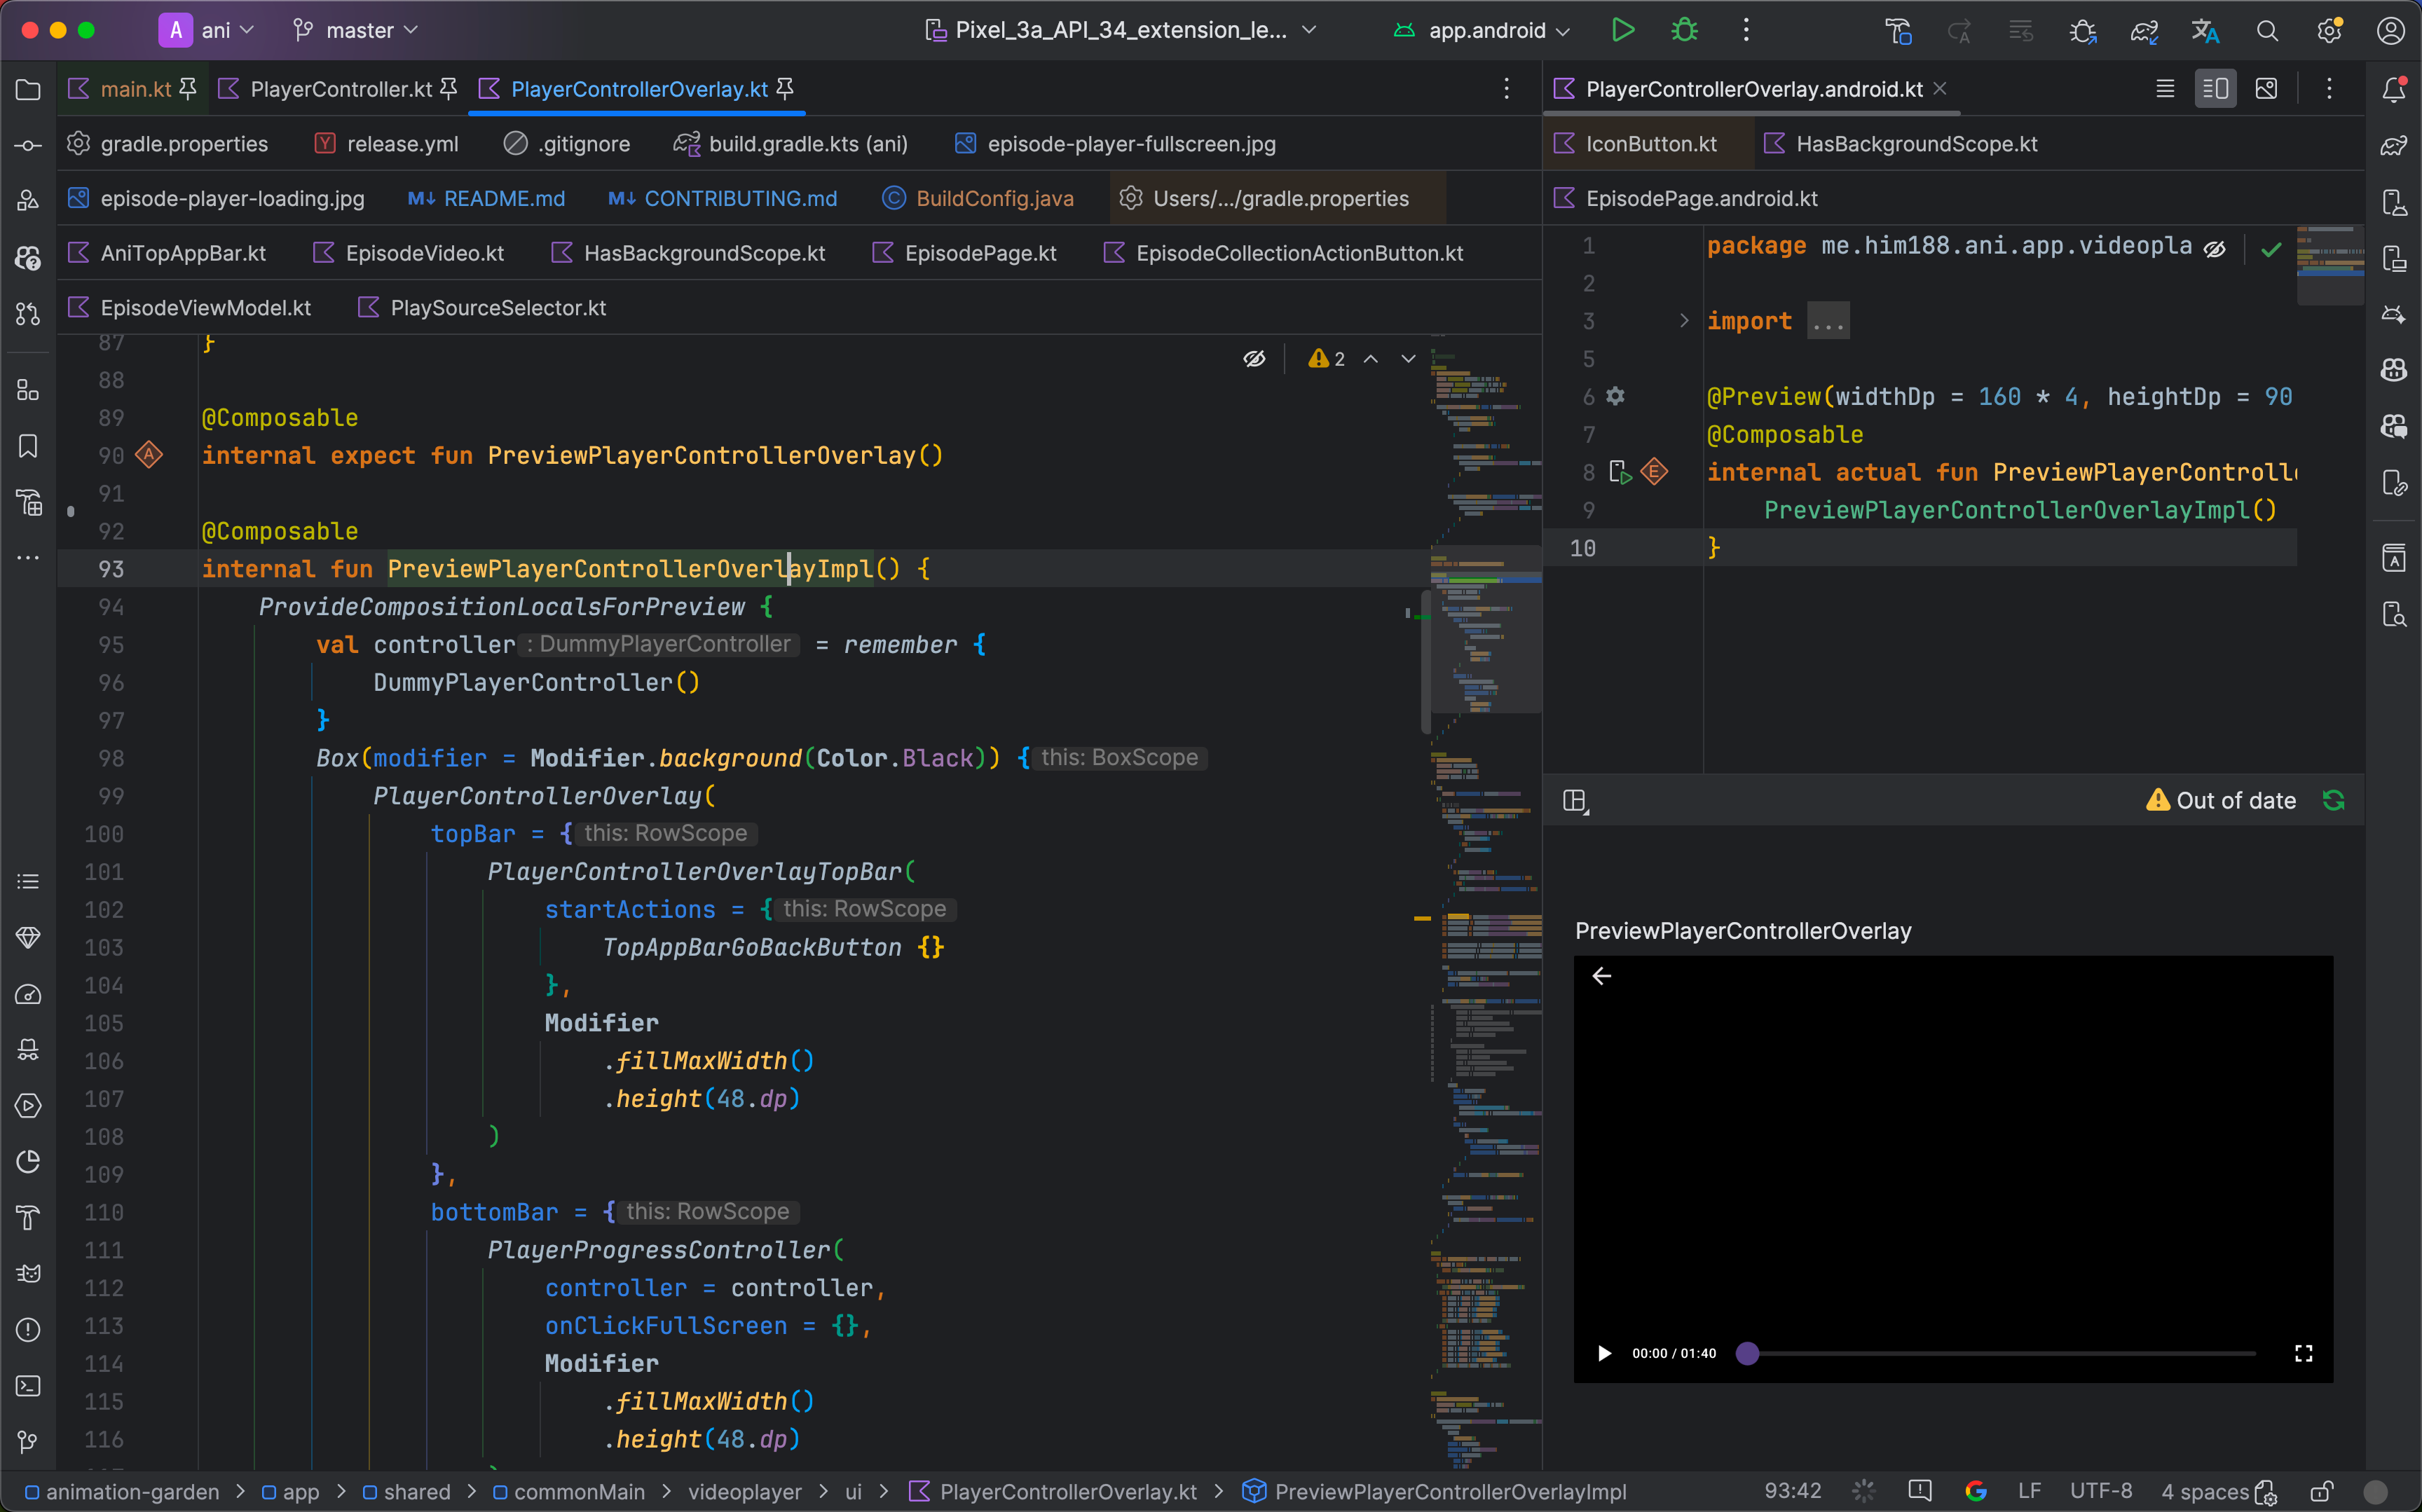 A ani master Pixel_3a_API_34_extension_le... app.android
main.kt PlayerController.kt PlayerControllerOverlay.kt
gradle.properties release.yml .gitignore build.gradle.kts (ani) episode-player-fullscreen.jpg
episode-player-loading.jpg M↓ README.md M↓ CONTRIBUTING.md BuildConfig.java Users/.../gradle.properties
AniTopAppBar.kt EpisodeVideo.kt HasBackgroundScope.kt EpisodePage.kt EpisodeCollectionActionButton.kt
EpisodeViewModel.kt PlaySourceSelector.kt
2
87 }
88
89 @Composable
90 internal expect fun PreviewPlayerControllerOverlay()
91
92 @Composable
93 internal fun PreviewPlayerControllerOverlayImpl() {
94 ProvideCompositionLocalsForPreview {
95 val controller : DummyPlayerController = remember {
96 DummyPlayerController()
97 }
98 Box(modifier = Modifier.background(Color.Black)) { this: BoxScope
99 PlayerControllerOverlay(
100 topBar = { this: RowScope
101 PlayerControllerOverlayTopBar(
102 startActions = { this: RowScope
103 TopAppBarGoBackButton {}
104 },
105 Modifier
106 .fillMaxWidth()
107 .height(48.dp)
108 )
109 },
110 bottomBar = { this: RowScope
111 PlayerProgressController(
112 controller = controller,
113 onClickFullScreen = {},
114 Modifier
115 .fillMaxWidth()
116 .height(48.dp)
PlayerControllerOverlay.android.kt
IconButton.kt HasBackgroundScope.kt
EpisodePage.android.kt
1 package me.him188.ani.app.videopla
2
3 import ...
5
6 @Preview(widthDp = 160 * 4, heightDp = 90
7 @Composable
8 internal actual fun PreviewPlayerControlle
9 PreviewPlayerControllerOverlayImpl()
10 }
Out of date
PreviewPlayerControllerOverlay
00:00 / 01:40
animation-garden > app > shared > commonMain > videoplayer > ui > PlayerControllerOverlay.kt > PreviewPlayerControllerOverlayImpl 93:42 LF UTF-8 4 spaces